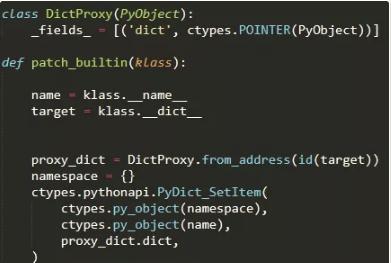 class DictProxy(PyObject):
    _fields_ = [('dict', ctypes.POINTER(PyObject))]
def patch_builtin(klass):
    name = klass.__name__
    target = klass.__dict__
    proxy_dict = DictProxy.from_address(id(target))
    namespace = {}
    ctypes.pythonapi.PyDict_SetItem(
        ctypes.py_object(namespace),
        ctypes.py_object(name),
        proxy_dict.dict,
    )